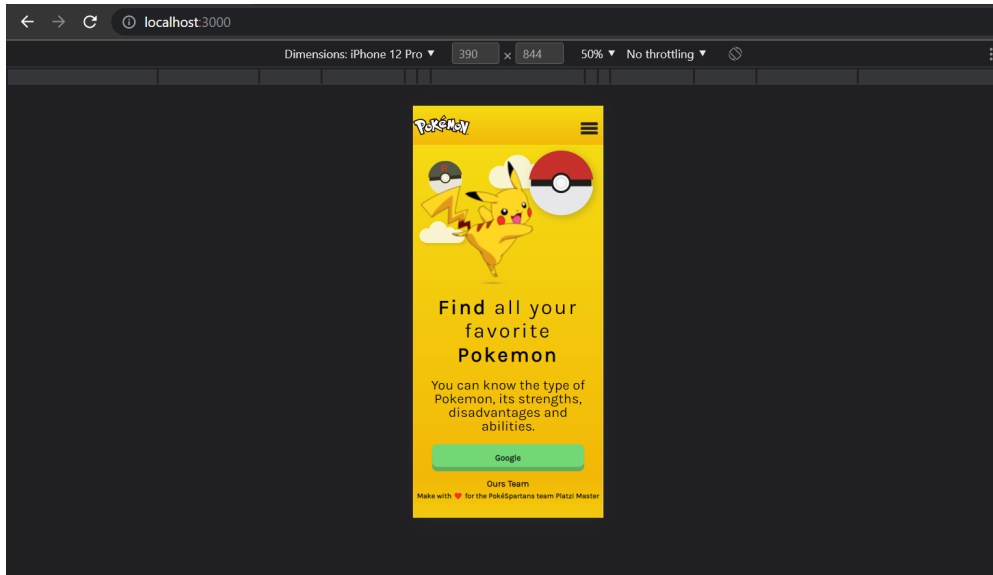 localhost:3000
Dimensions: iPhone 12 Pro ▼ 390 × 844 50% ▼ No throttling ▼
POKéMON
R
Find all your
favorite
Pokemon
You can know the type of
Pokemon, its strengths,
disadvantages and
abilities.
Google
Ours Team
Make with ❤ for the PokéSpartans team Platzi Master